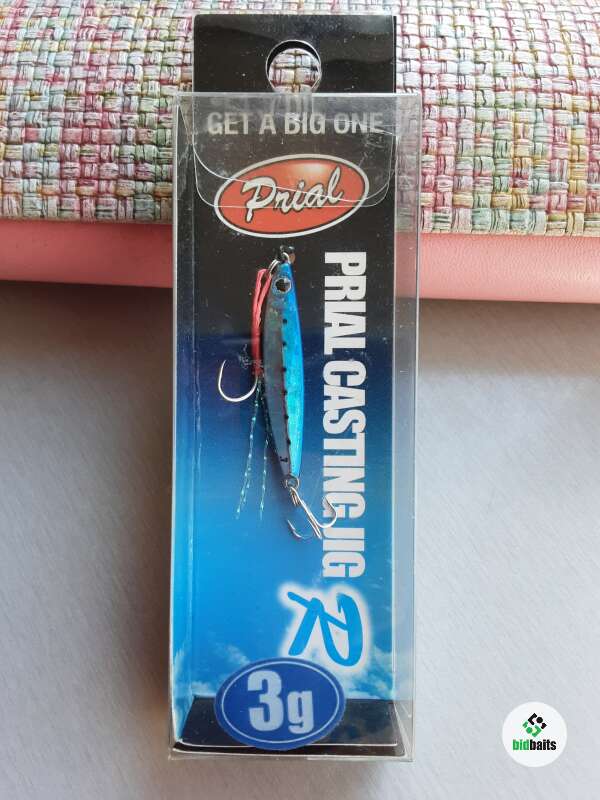 GET A BIG ONE
Prial
PRIAL CASTING JIG
R
3g
bidbaits